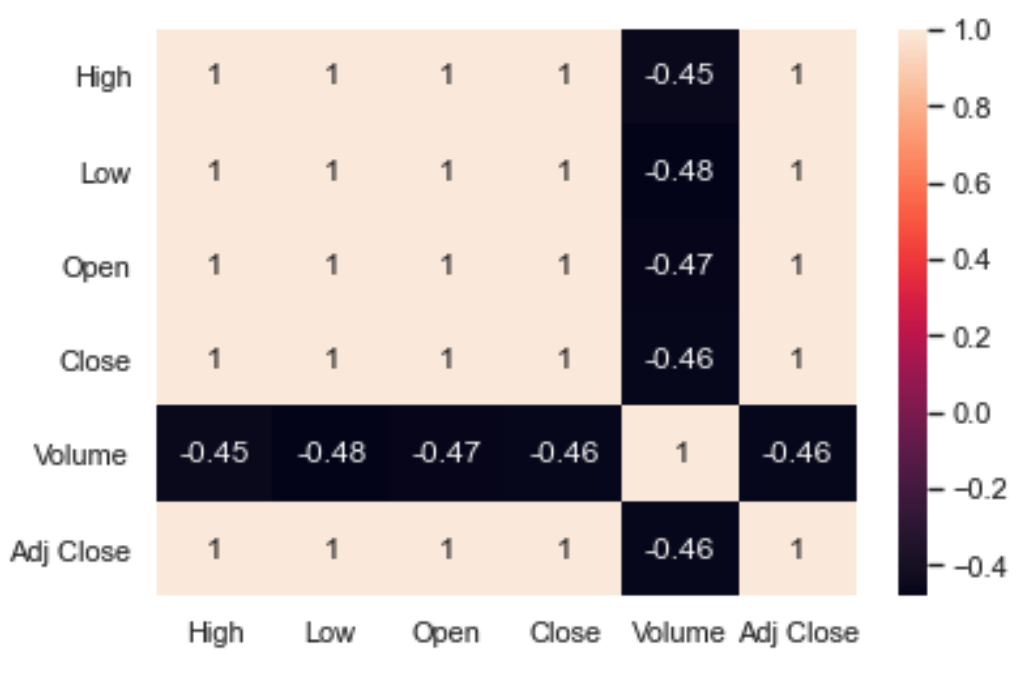 High 1 1 1 1 -0.45 1
Low 1 1 1 1 -0.48 1
Open 1 1 1 1 -0.47 1
Close 1 1 1 1 -0.46 1
Volume -0.45 -0.48 -0.47 -0.46 1 -0.46
Adj Close 1 1 1 1 -0.46 1
High Low Open Close Volume Adj Close
1.0
0.8
0.6
0.4
0.2
0.0
−0.2
−0.4